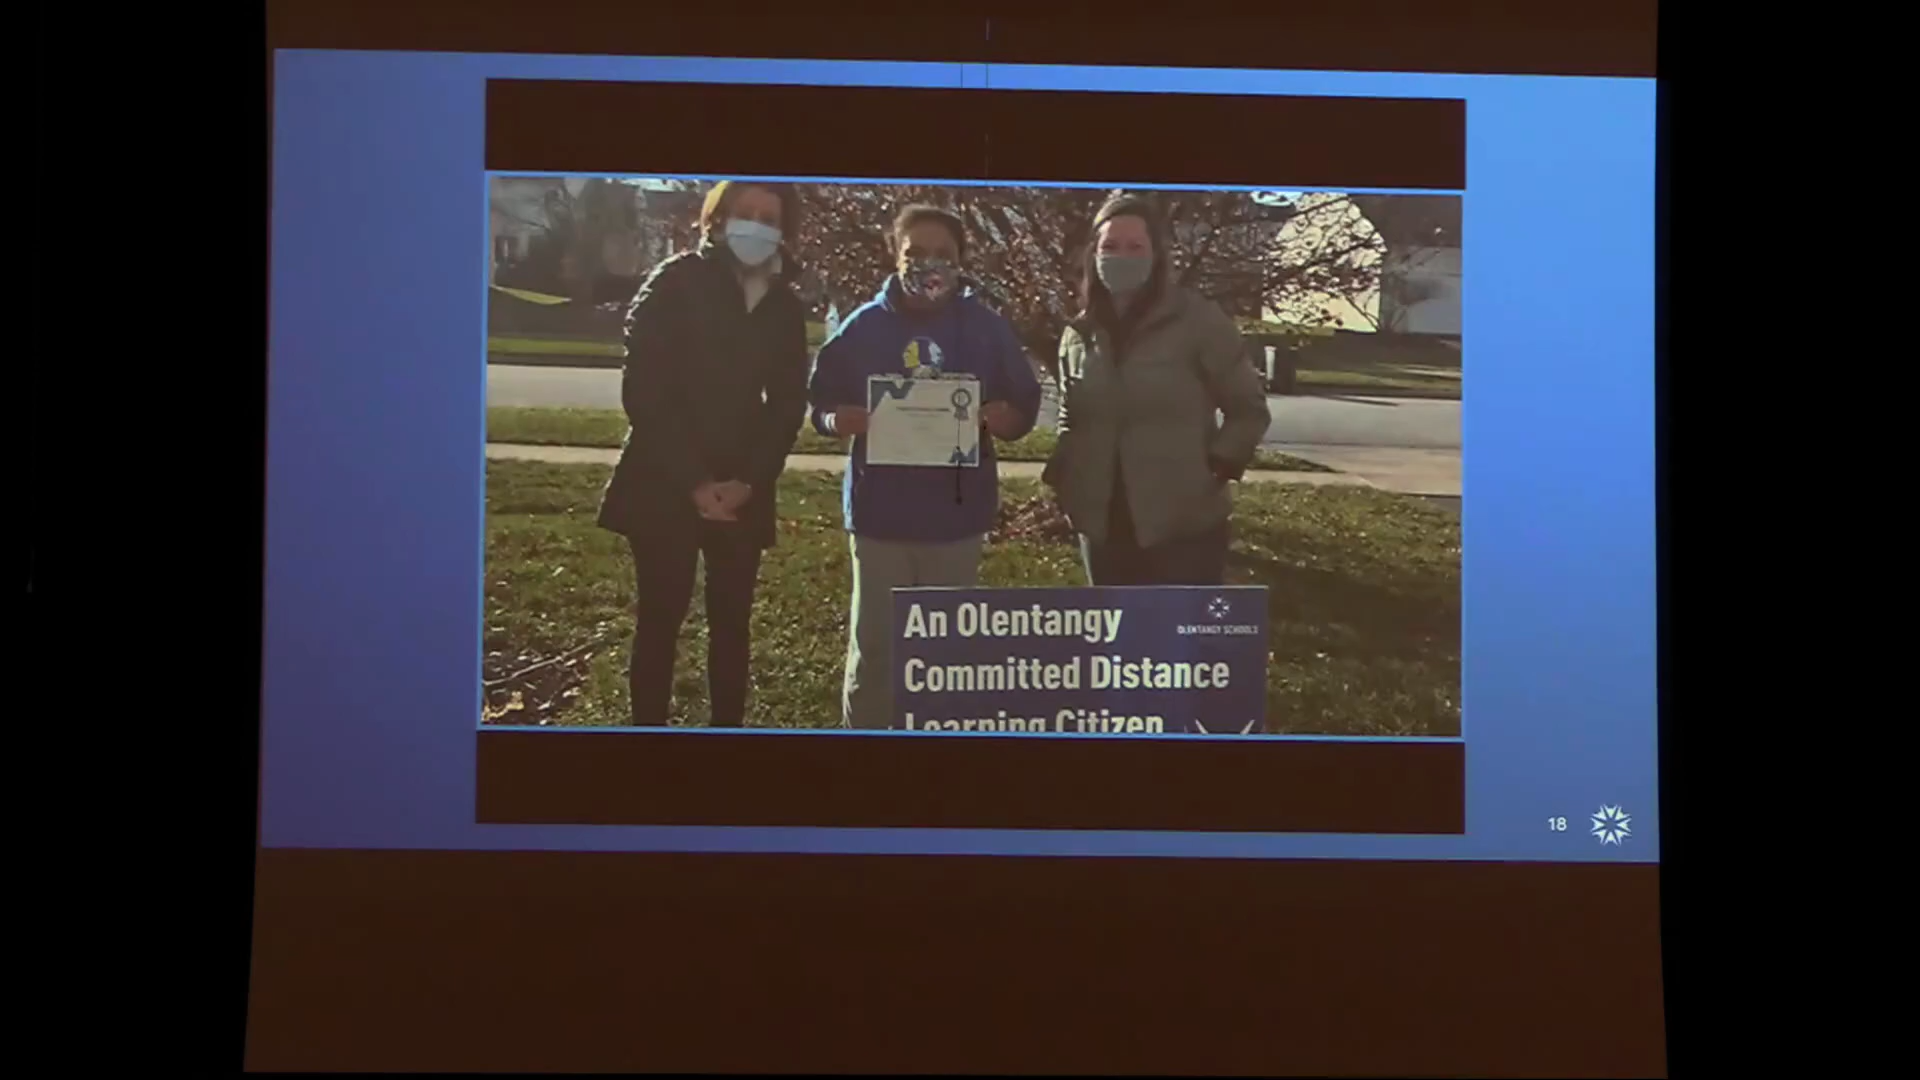 An Olentangy
OLENTANGY SCHOOLS
Committed Distance
Learning Citizen
18